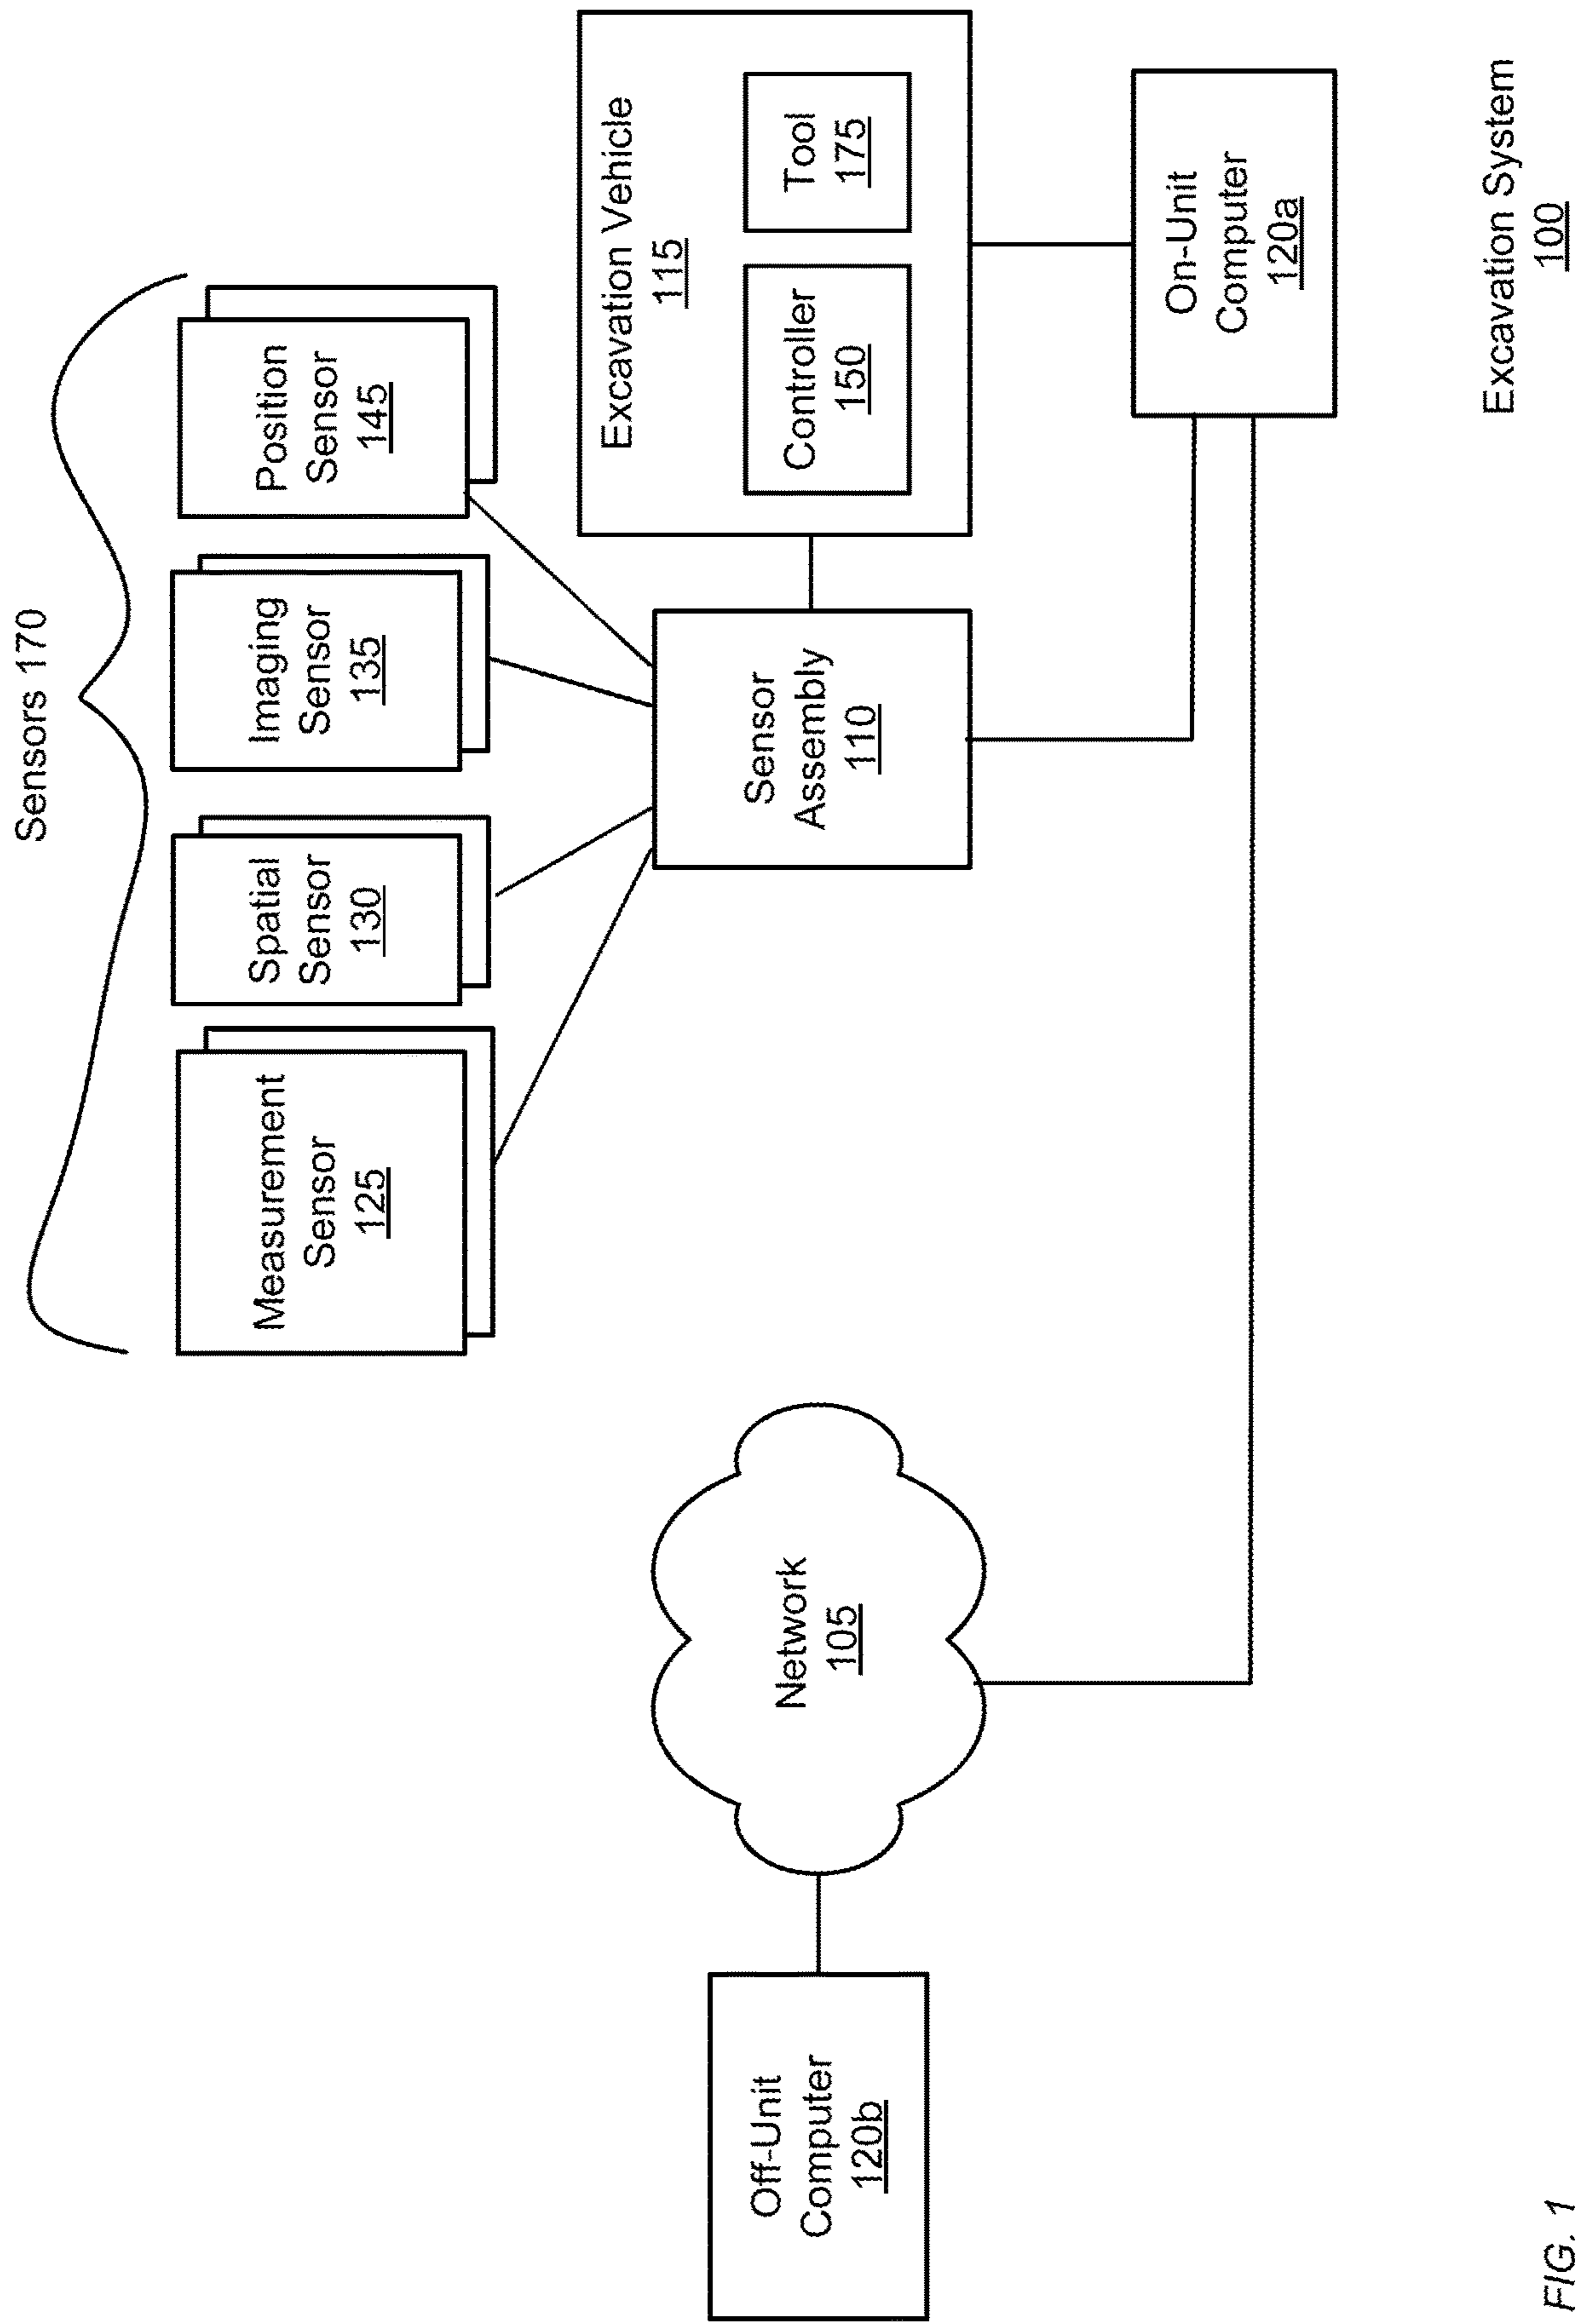 Sensors 170
Measurement
Sensor
125
Spatial
Sensor
130
Imaging
Sensor
135
Position
Sensor
145
Excavation Vehicle
115
Controller
150
Tool
175
Sensor
Assembly
110
Network
105
Off-Unit
Computer
120b
On-Unit
Computer
120a
Excavation System
100
FIG. 1